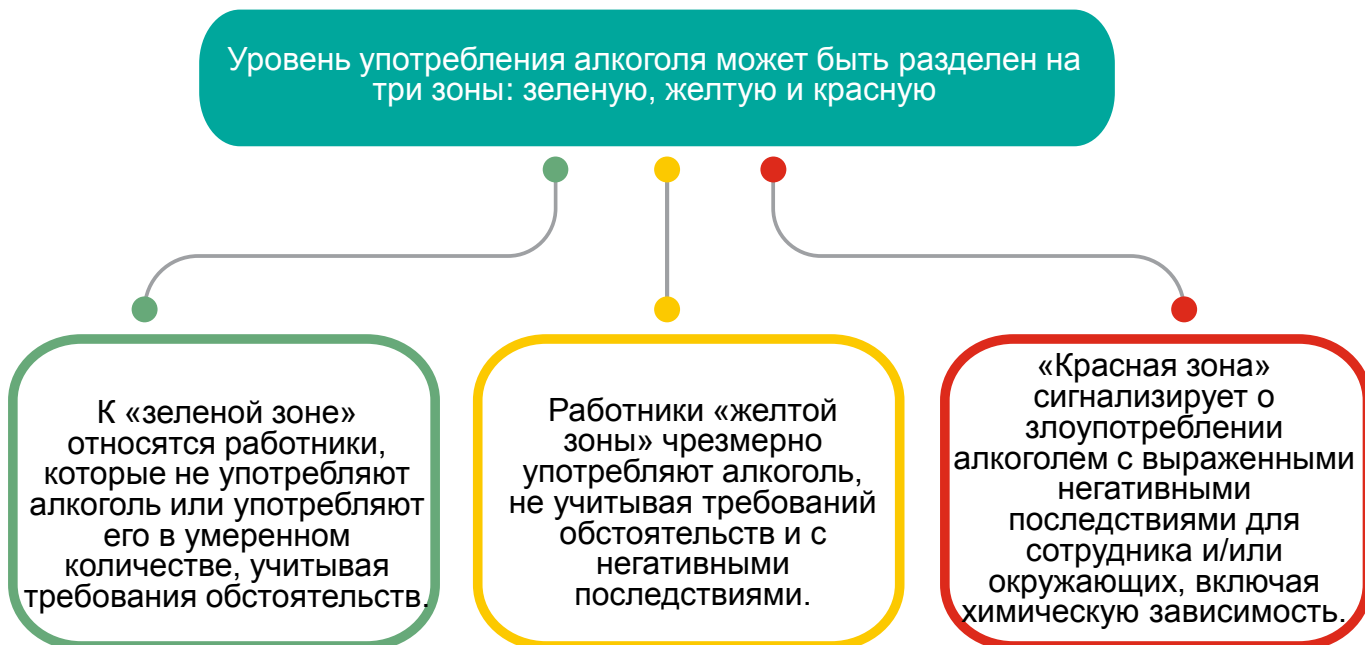 Уровень употребления алкоголя может быть разделен на
три зоны: зеленую, желтую и красную
К «зеленой зоне»
относятся работники,
которые не употребляют
алкоголь или употребляют
его в умеренном
количестве, учитывая
требования обстоятельств.
Работники «желтой
зоны» чрезмерно
употребляют алкоголь,
не учитывая требований
обстоятельств и с
негативными
последствиями.
«Красная зона»
сигнализирует о
злоупотреблении
алкоголем с выраженными
негативными
последствиями для
сотрудника и/или
окружающих, включая
химическую зависимость.